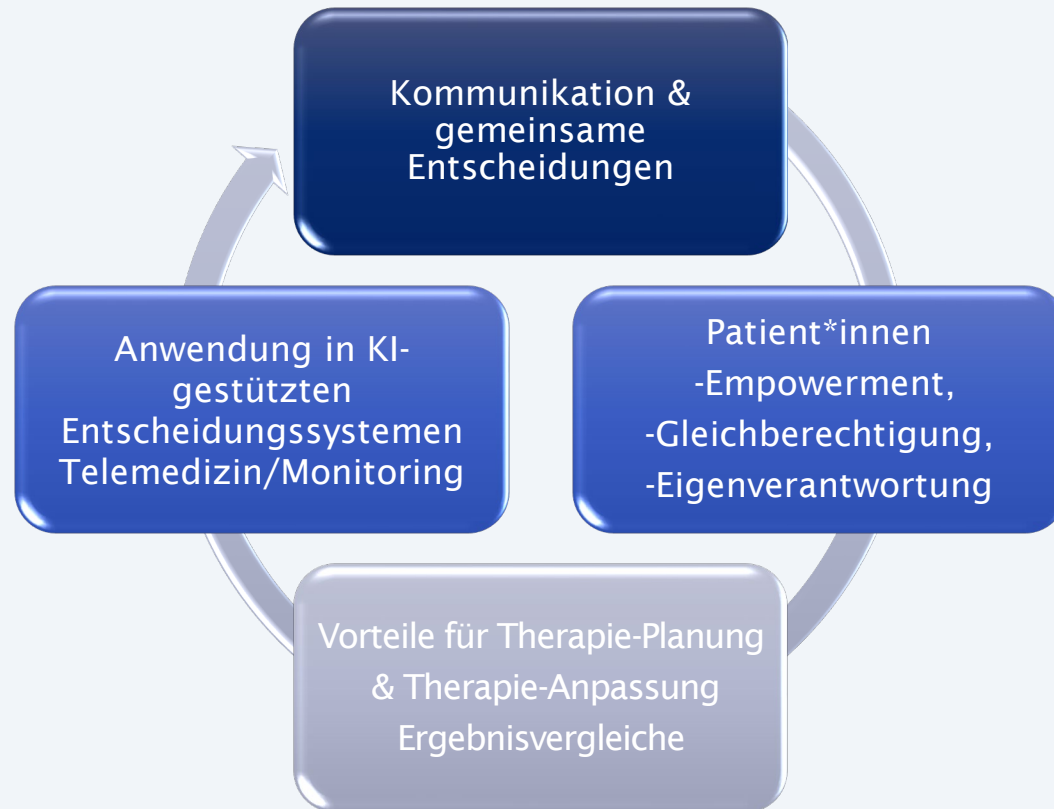 Kommunikation &
gemeinsame
Entscheidungen
Patient*innen
-Empowerment,
-Gleichberechtigung,
-Eigenverantwortung
Vorteile für Therapie-Planung
& Therapie-Anpassung
Ergebnisvergleiche
Anwendung in KI-
gestützten
Entscheidungssystemen
Telemedizin/Monitoring